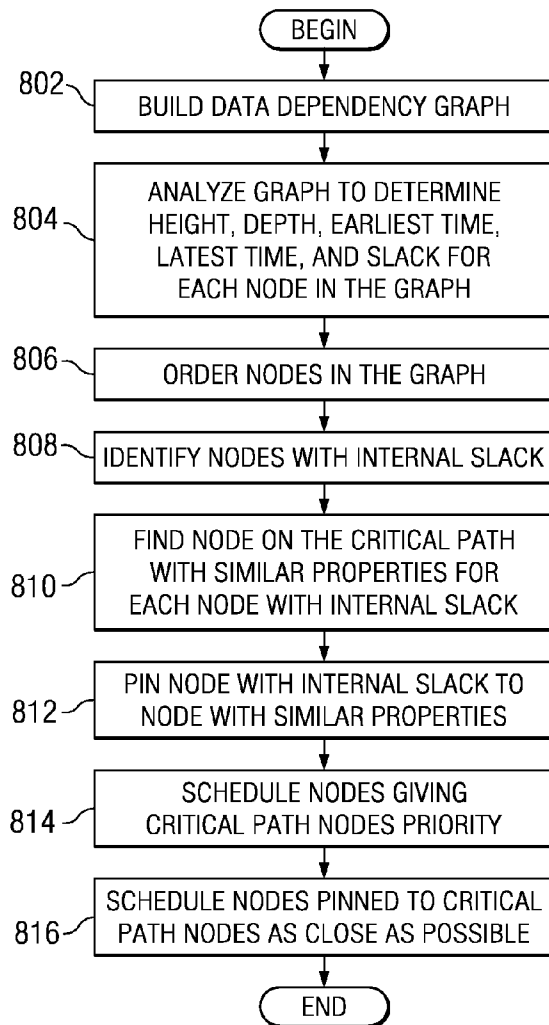 BEGIN
802
BUILD DATA DEPENDENCY GRAPH
804
ANALYZE GRAPH TO DETERMINE
HEIGHT, DEPTH, EARLIEST TIME,
LATEST TIME, AND SLACK FOR
EACH NODE IN THE GRAPH
806
ORDER NODES IN THE GRAPH
808
IDENTIFY NODES WITH INTERNAL SLACK
810
FIND NODE ON THE CRITICAL PATH
WITH SIMILAR PROPERTIES FOR
EACH NODE WITH INTERNAL SLACK
812
PIN NODE WITH INTERNAL SLACK TO
NODE WITH SIMILAR PROPERTIES
814
SCHEDULE NODES GIVING
CRITICAL PATH NODES PRIORITY
816
SCHEDULE NODES PINNED TO CRITICAL
PATH NODES AS CLOSE AS POSSIBLE
END